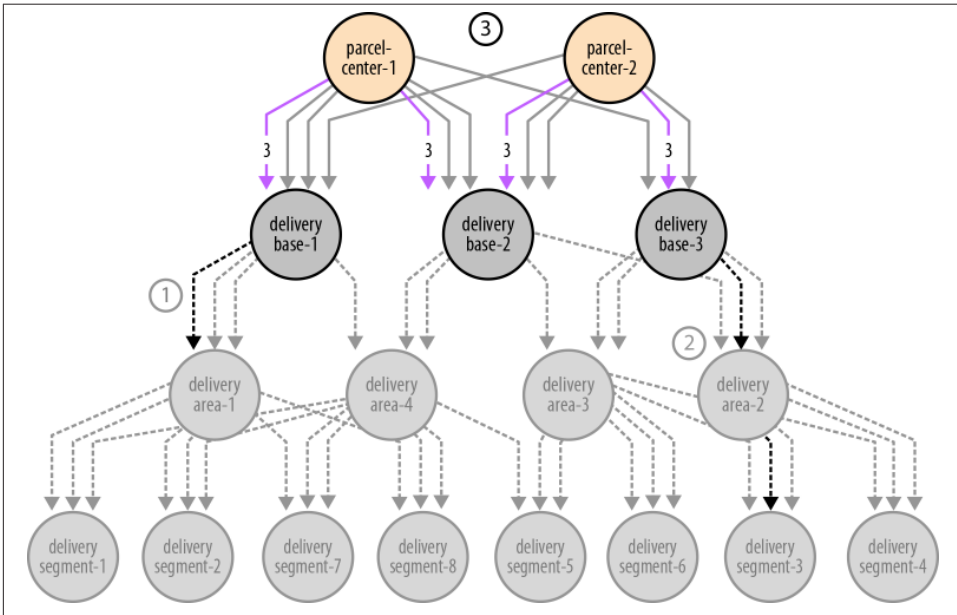 3
parcel-
center-1
parcel-
center-2
3
3
3
3
delivery
base-1
delivery
base-2
delivery
base-3
1
2
delivery
area-1
delivery
area-4
delivery
area-3
delivery
area-2
delivery
segment-1
delivery
segment-2
delivery
segment-7
delivery
segment-8
delivery
segment-5
delivery
segment-6
delivery
segment-3
delivery
segment-4